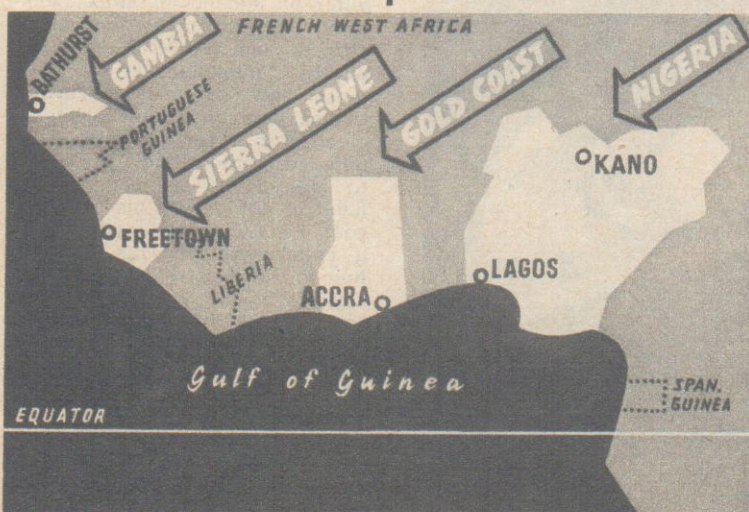 FRENCH WEST AFRICA
GAMBIA
SIERRA LEONE
GOLD COAST
NIGERIA
BATHURST
PORTUGUESE
GUINEA
KANO
FREETOWN
LIBERIA
LAGOS
ACCRA
Gulf of Guinea
SPAN.
GUINEA
EQUATOR